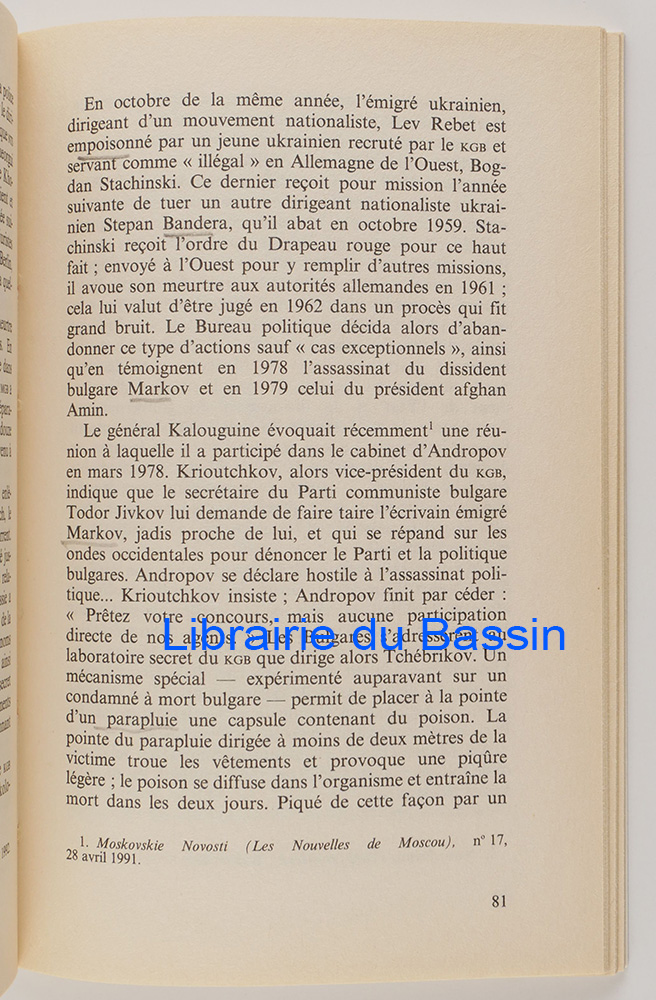 En octobre de la même année, l'émigré ukrainien,
dirigeant d'un mouvement nationaliste, Lev Rebet est
empoisonné par un jeune ukrainien recruté par le KGB et
servant comme « illégal » en Allemagne de l'Ouest, Bog-
dan Stachinski. Ce dernier reçoit pour mission l'année
suivante de tuer un autre dirigeant nationaliste ukrai-
nien Stepan Bandera, qu'il abat en octobre 1959. Sta-
chinski reçoit l'ordre du Drapeau rouge pour ce haut
fait ; envoyé à l'Ouest pour y remplir d'autres missions,
il avoue son meurtre aux autorités allemandes en 1961 ;
cela lui valut d'être jugé en 1962 dans un procès qui fit
grand bruit. Le Bureau politique décida alors d'aban-
donner ce type d'actions sauf « cas exceptionnels », ainsi
qu'en témoignent en 1978 l'assassinat du dissident
bulgare Markov et en 1979 celui du président afghan
Amin.
Le général Kalouguine évoquait récemment¹ une réu-
nion à laquelle il a participé dans le cabinet d'Andropov
en mars 1978. Krioutchkov, alors vice-président du KGB,
indique que le secrétaire du Parti communiste bulgare
Todor Jivkov lui demande de faire taire l'écrivain émigré
Markov, jadis proche de lui, et qui se répand sur les
ondes occidentales pour dénoncer le Parti et la politique
bulgares. Andropov se déclare hostile à l'assassinat poli-
tique... Krioutchkov insiste ; Andropov finit par céder :
« Prêtez votre concours, mais aucune participation
directe de nos agents. » Les Bulgares s'adressèrent au
Librairie du Bassin
laboratoire secret du KGB que dirige alors Tchébrikov. Un
mécanisme spécial — expérimenté auparavant sur un
condamné à mort bulgare — permit de placer à la pointe
d'un parapluie une capsule contenant du poison. La
pointe du parapluie dirigée à moins de deux mètres de la
victime troue les vêtements et provoque une piqûre
légère ; le poison se diffuse dans l'organisme et entraîne la
mort dans les deux jours. Piqué de cette façon par un
1. Moskovskie Novosti (Les Nouvelles de Moscou), n° 17,
28 avril 1991.
81